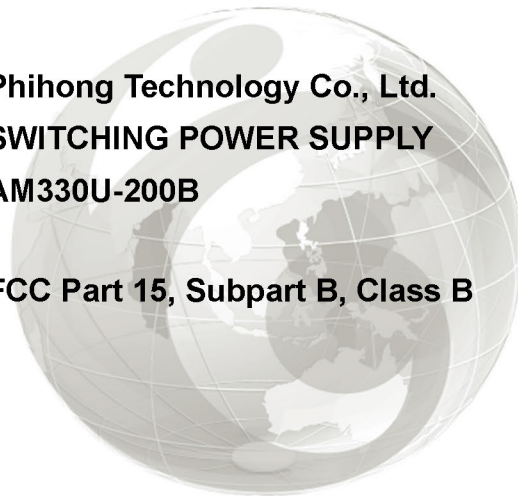 Phihong Technology Co., Ltd.
SWITCHING POWER SUPPLY
AM330U-200B
FCC Part 15, Subpart B, Class B